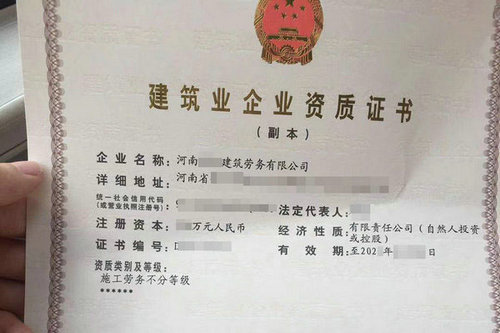 建筑业企业资质证书
(副本)
企业名称:河南 建筑劳务有限公司
详细地址:河南省
统一社会信用代码
(或营业执照注册号):
法定代表人:
注册资本: 万元人民币
经济性质:有限责任公司(自然人投资
或控股)
证书编号:D
有效期:至202 年 月 日
资质类别及等级:
施工劳务不分等级
******